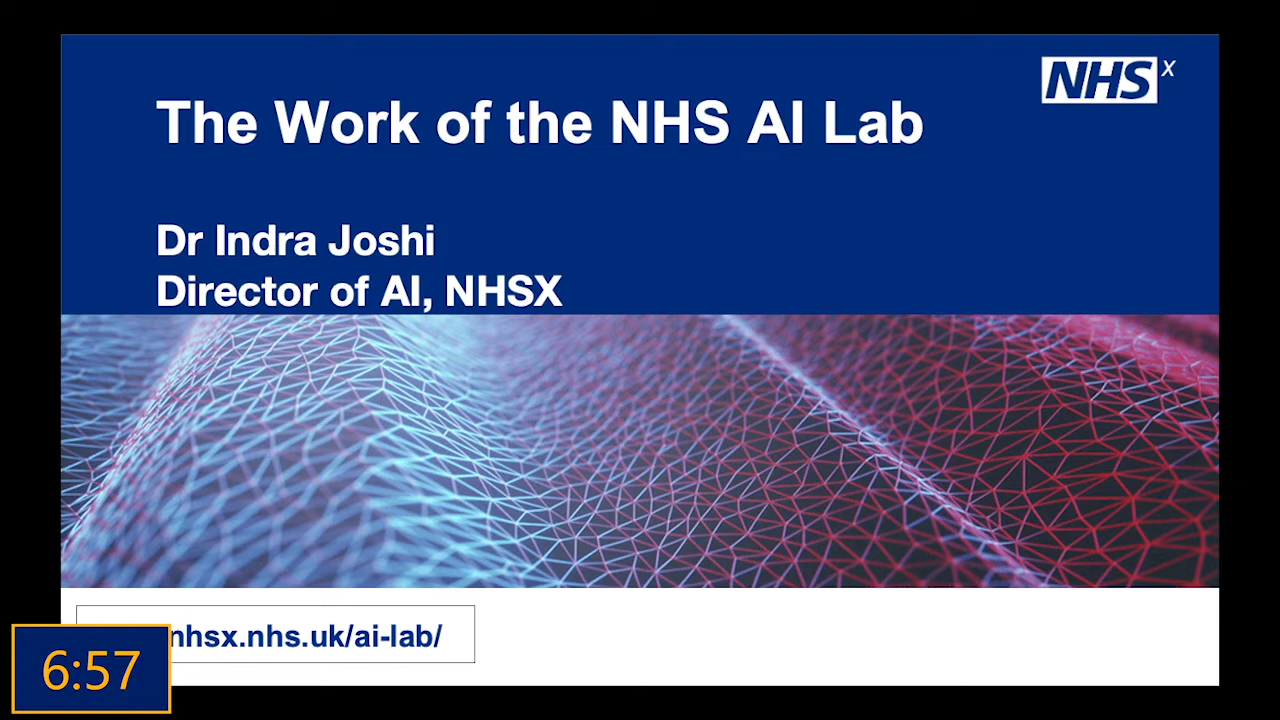 NHS X
The Work of the NHS AI Lab
Dr Indra Joshi
Director of AI, NHSX
nhsx.nhs.uk/ai-lab/
6:57